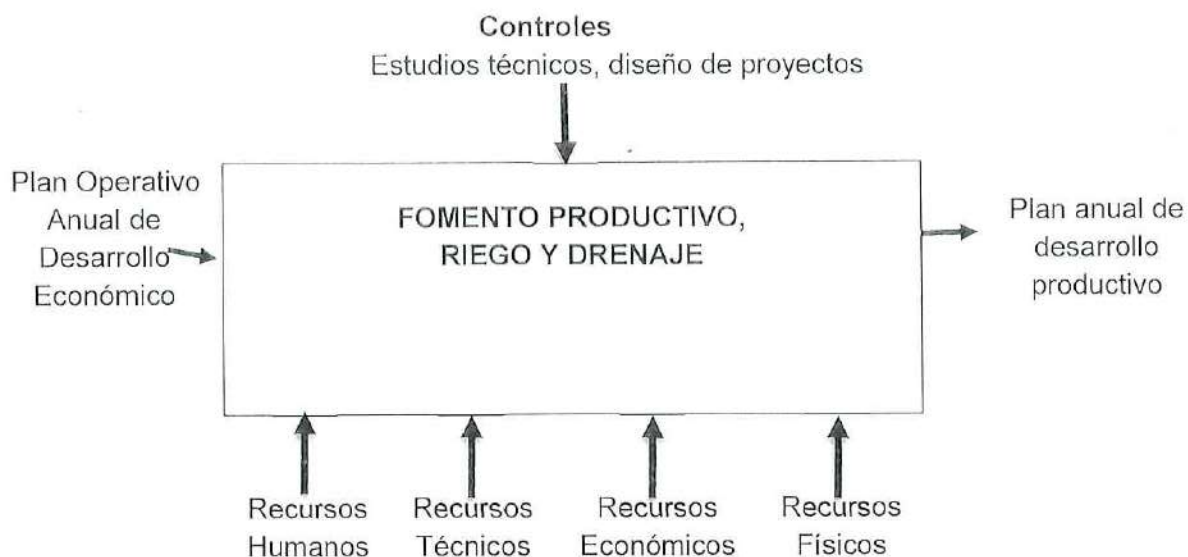 Controles
Estudios técnicos, diseño de proyectos
Plan Operativo
Anual de
Desarrollo
Económico
FOMENTO PRODUCTIVO,
RIEGO Y DRENAJE
Plan anual de
desarrollo
productivo
Recursos
Humanos
Recursos
Técnicos
Recursos
Económicos
Recursos
Físicos